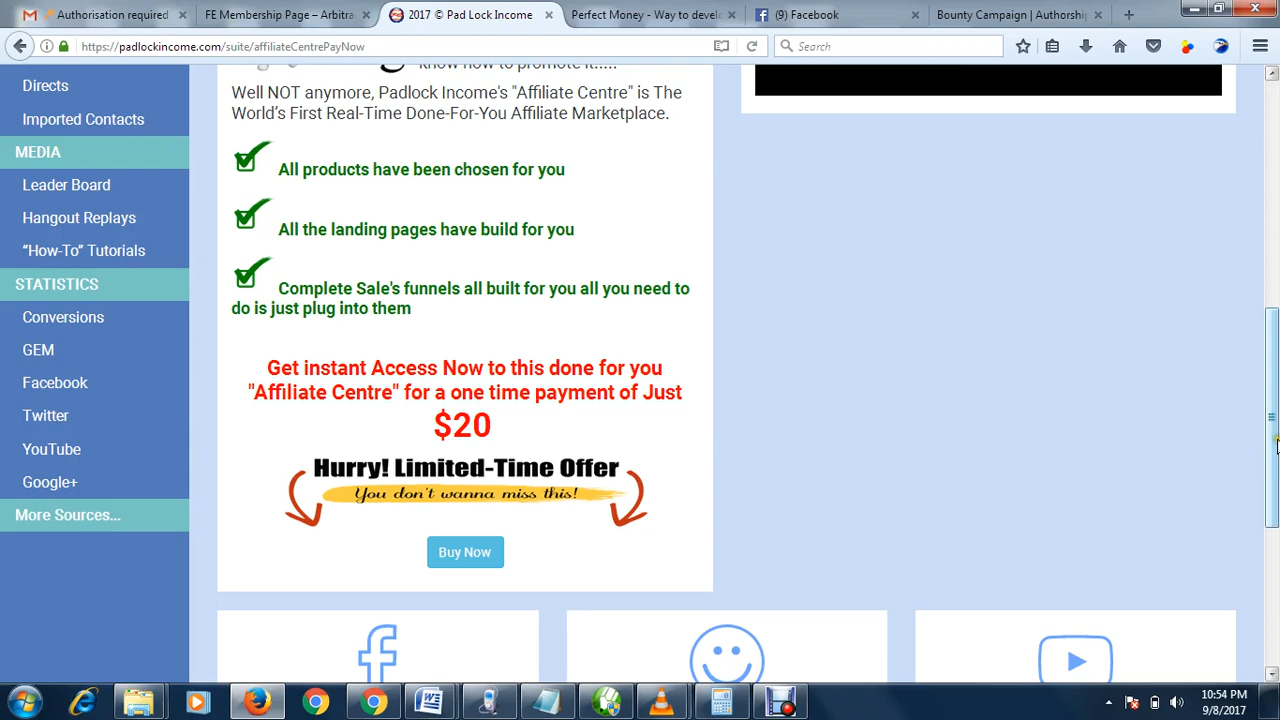 Authorisation required
FE Membership Page – Arbitra
2017 © Pad Lock Income
Perfect Money - Way to devel
(9) Facebook
Bounty Campaign | Authorship
https://padlockincome.com/suite/affiliateCentrePayNow
Search
Directs
Imported Contacts
MEDIA
Leader Board
Hangout Replays
“How-To” Tutorials
STATISTICS
Conversions
GEM
Facebook
Twitter
YouTube
Google+
More Sources...
know how to promote it.....
Well NOT anymore, Padlock Income's "Affiliate Centre" is The
World’s First Real-Time Done-For-You Affiliate Marketplace.
All products have been chosen for you
All the landing pages have build for you
Complete Sale's funnels all built for you all you need to
do is just plug into them
Get instant Access Now to this done for you
"Affiliate Centre" for a one time payment of Just
$20
Hurry! Limited-Time Offer
You don't wanna miss this!
Buy Now
10:54 PM
9/8/2017